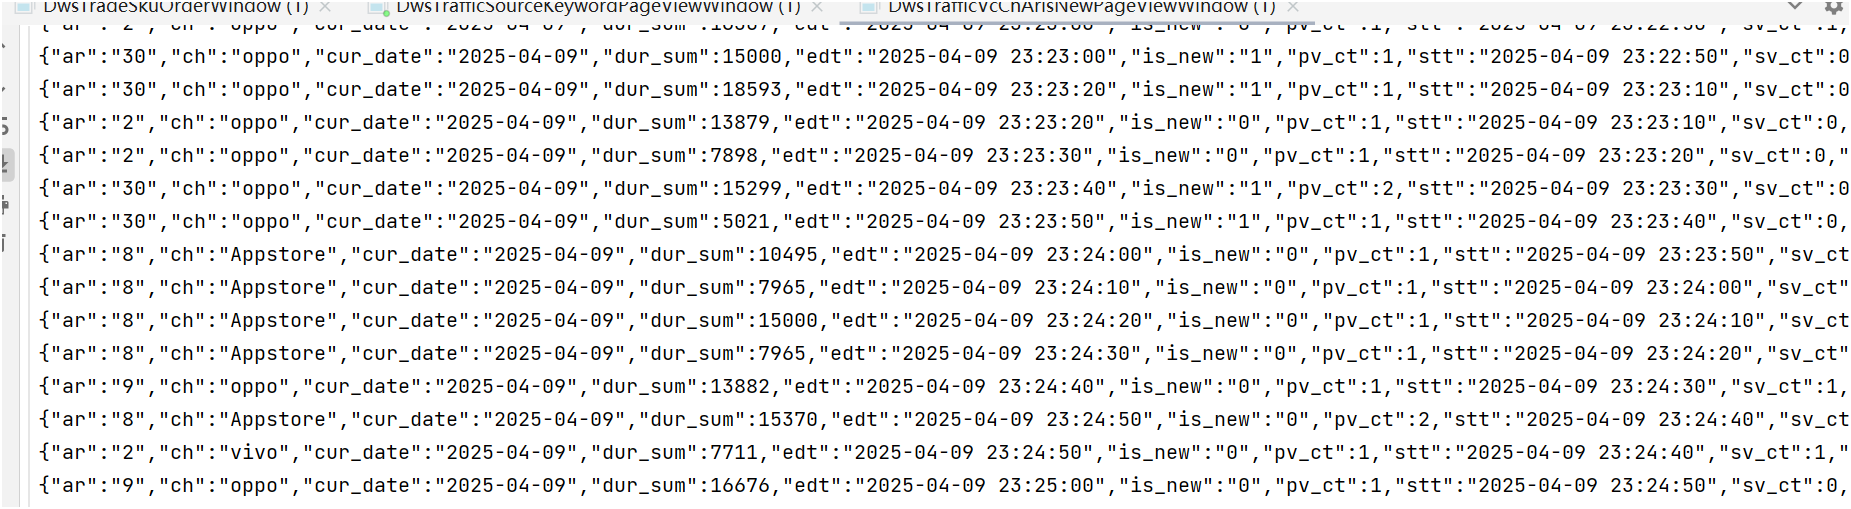 DwsTradeSkuOrderWindow (1) × DwsTrafficSourceKeywordPageViewWindow (1) × DwsTrafficVcChArIsNewPageViewWindow (1) ×
{"ar":"30","ch":"oppo","cur_date":"2025-04-09","dur_sum":15000,"edt":"2025-04-09 23:23:00","is_new":"1","pv_ct":1,"stt":"2025-04-09 23:22:50","sv_ct":0
{"ar":"30","ch":"oppo","cur_date":"2025-04-09","dur_sum":18593,"edt":"2025-04-09 23:23:20","is_new":"1","pv_ct":1,"stt":"2025-04-09 23:23:10","sv_ct":0
{"ar":"2","ch":"oppo","cur_date":"2025-04-09","dur_sum":13879,"edt":"2025-04-09 23:23:20","is_new":"0","pv_ct":1,"stt":"2025-04-09 23:23:10","sv_ct":0,
{"ar":"2","ch":"oppo","cur_date":"2025-04-09","dur_sum":7898,"edt":"2025-04-09 23:23:30","is_new":"0","pv_ct":1,"stt":"2025-04-09 23:23:20","sv_ct":0,"
{"ar":"30","ch":"oppo","cur_date":"2025-04-09","dur_sum":15299,"edt":"2025-04-09 23:23:40","is_new":"1","pv_ct":2,"stt":"2025-04-09 23:23:30","sv_ct":0
{"ar":"30","ch":"oppo","cur_date":"2025-04-09","dur_sum":5021,"edt":"2025-04-09 23:23:50","is_new":"1","pv_ct":1,"stt":"2025-04-09 23:23:40","sv_ct":0,
{"ar":"8","ch":"Appstore","cur_date":"2025-04-09","dur_sum":10495,"edt":"2025-04-09 23:24:00","is_new":"0","pv_ct":1,"stt":"2025-04-09 23:23:50","sv_ct
{"ar":"8","ch":"Appstore","cur_date":"2025-04-09","dur_sum":7965,"edt":"2025-04-09 23:24:10","is_new":"0","pv_ct":1,"stt":"2025-04-09 23:24:00","sv_ct"
{"ar":"8","ch":"Appstore","cur_date":"2025-04-09","dur_sum":15000,"edt":"2025-04-09 23:24:20","is_new":"0","pv_ct":1,"stt":"2025-04-09 23:24:10","sv_ct
{"ar":"8","ch":"Appstore","cur_date":"2025-04-09","dur_sum":7965,"edt":"2025-04-09 23:24:30","is_new":"0","pv_ct":1,"stt":"2025-04-09 23:24:20","sv_ct"
{"ar":"9","ch":"oppo","cur_date":"2025-04-09","dur_sum":13882,"edt":"2025-04-09 23:24:40","is_new":"0","pv_ct":1,"stt":"2025-04-09 23:24:30","sv_ct":1,
{"ar":"8","ch":"Appstore","cur_date":"2025-04-09","dur_sum":15370,"edt":"2025-04-09 23:24:50","is_new":"0","pv_ct":2,"stt":"2025-04-09 23:24:40","sv_ct
{"ar":"2","ch":"vivo","cur_date":"2025-04-09","dur_sum":7711,"edt":"2025-04-09 23:24:50","is_new":"0","pv_ct":1,"stt":"2025-04-09 23:24:40","sv_ct":1,"
{"ar":"9","ch":"oppo","cur_date":"2025-04-09","dur_sum":16676,"edt":"2025-04-09 23:25:00","is_new":"0","pv_ct":1,"stt":"2025-04-09 23:24:50","sv_ct":0,